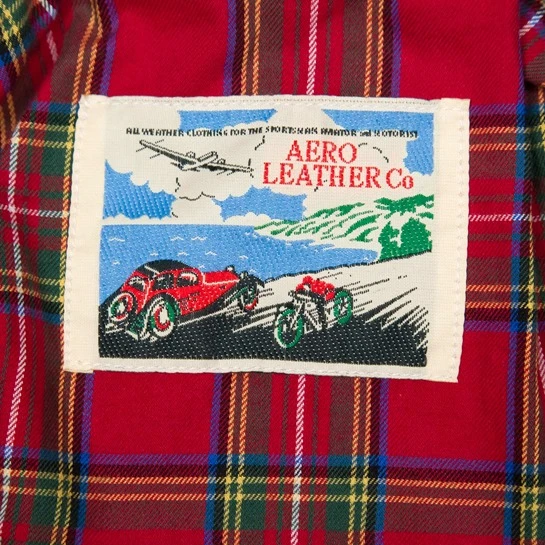 ALL WEATHER CLOTHING FOR THE SPORTSMAN AVIATOR and MOTORIST
AERO
LEATHER Co